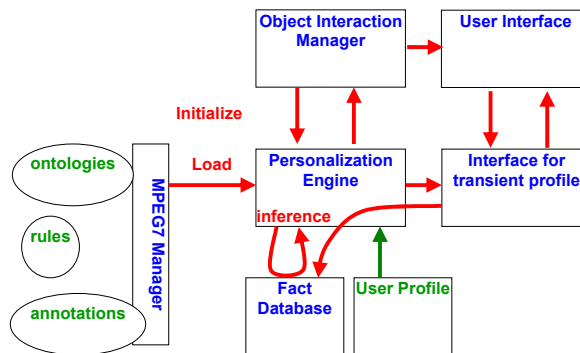 Object Interaction
Manager
User Interface
Initialize
ontologies
Load
Personalization
Engine
Interface for
transient profile
MPEG7 Manager
inference
rules
Fact
Database
User Profile
annotations